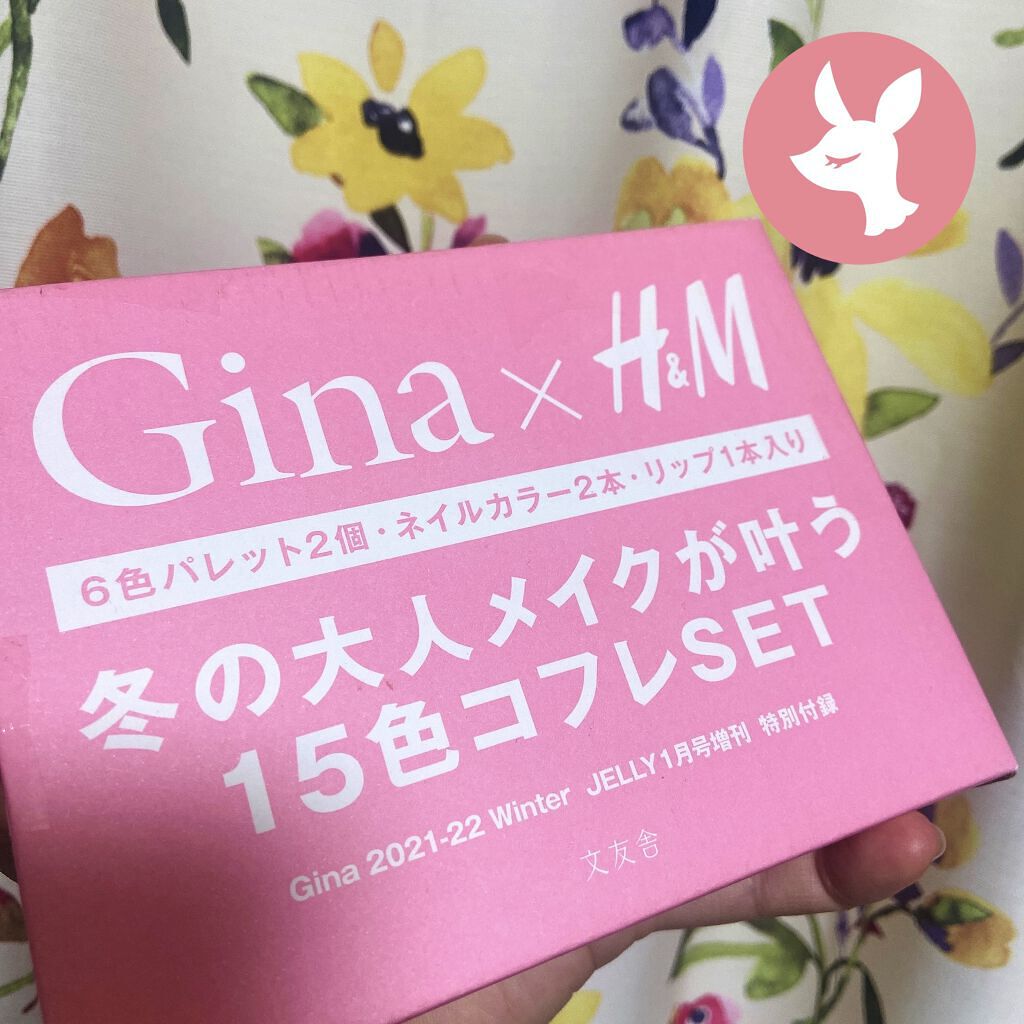 Gina×H&M
6色パレット2個・ネイルカラー2本・リップ1本入り
冬の大人メイクが叶う
15色コフレSET
Gina 2021-22 Winter JELLY1月号増刊 特別付録
文友舎